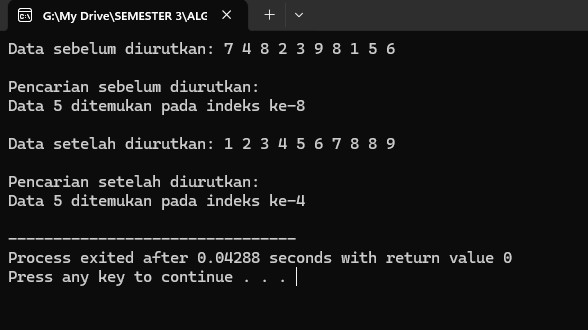 G:\My Drive\SEMESTER 3\ALG
Data sebelum diurutkan: 7 4 8 2 3 9 8 1 5 6
Pencarian sebelum diurutkan:
Data 5 ditemukan pada indeks ke-8
Data setelah diurutkan: 1 2 3 4 5 6 7 8 8 9
Pencarian setelah diurutkan:
Data 5 ditemukan pada indeks ke-4
--------------------------------
Process exited after 0.04288 seconds with return value 0
Press any key to continue . . .